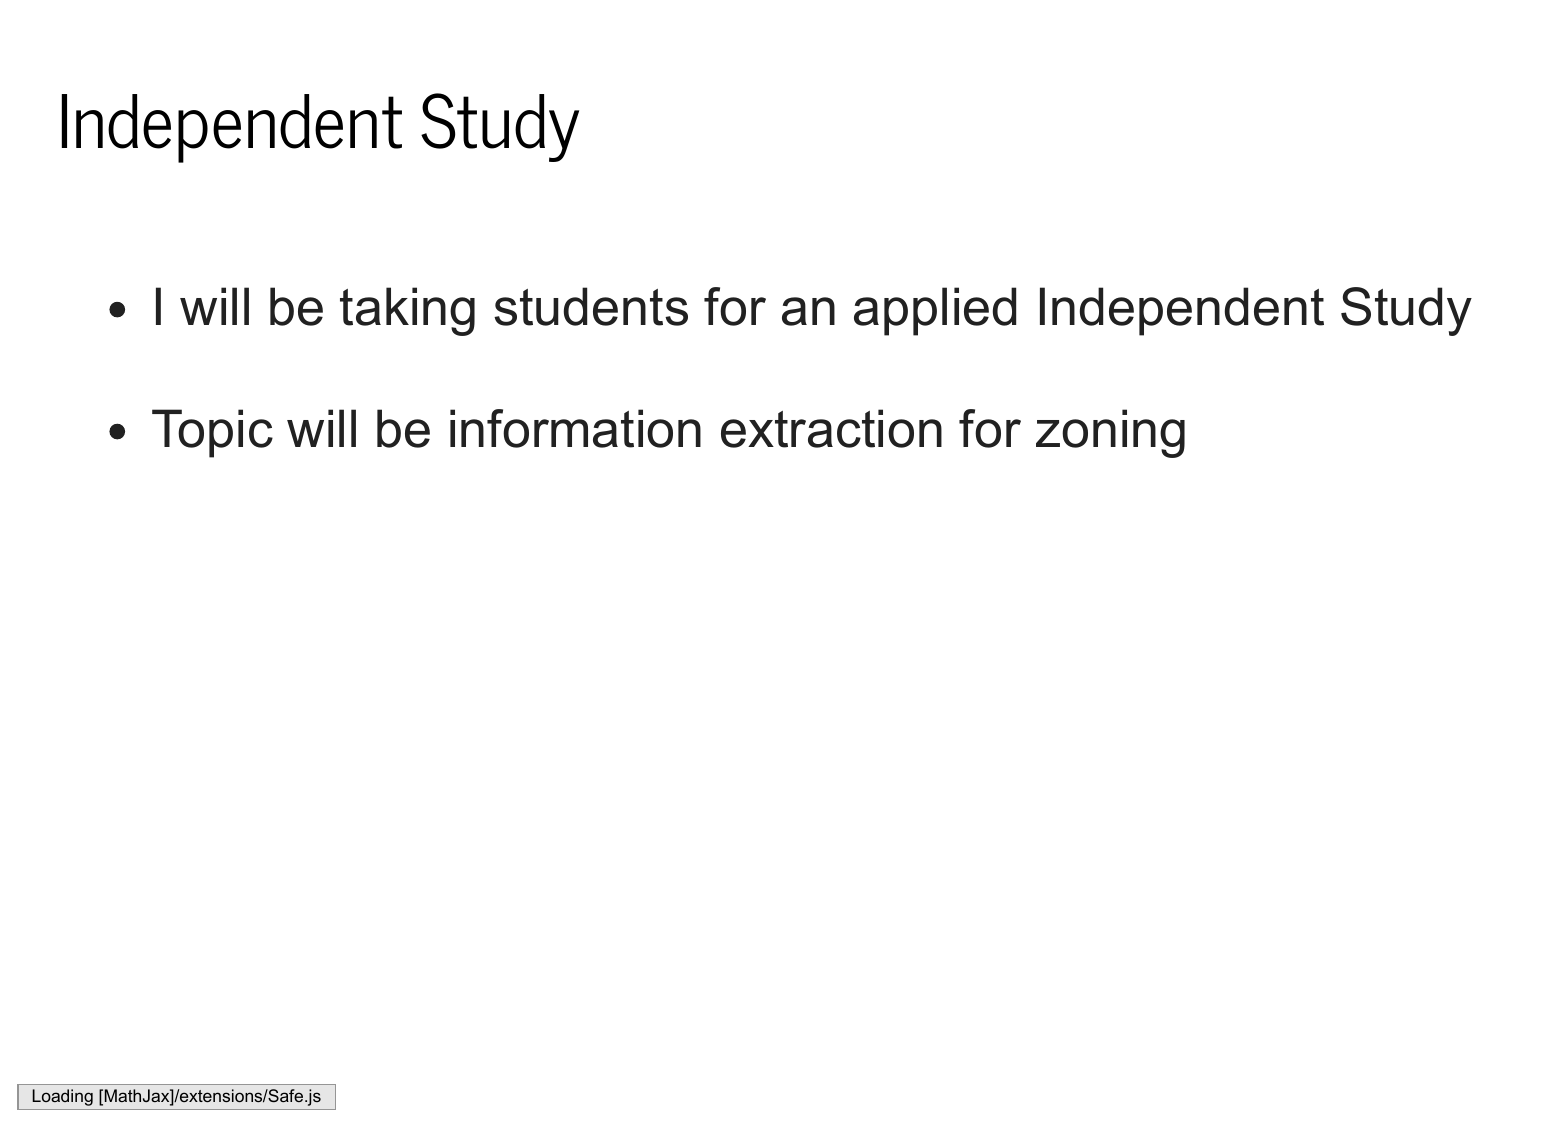 Independent Study
• I will be taking students for an applied Independent Study
• Topic will be information extraction for zoning
Loading [MathJax]/extensions/Safe.js